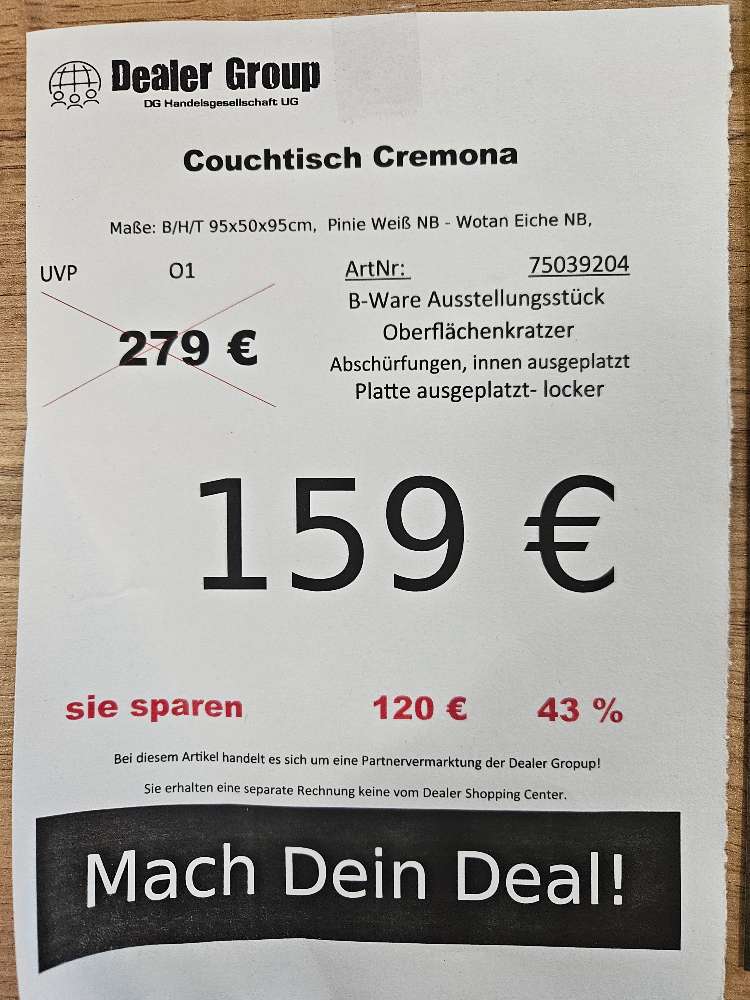 Dealer Group
DG Handelsgesellschaft UG
Couchtisch Cremona
Maße: B/H/T 95x50x95cm, Pinie Weiß NB - Wotan Eiche NB,
UVP O1 ArtNr: 75039204
B-Ware Ausstellungsstück
279 € Oberflächenkratzer
Abschürfungen, innen ausgeplatzt
Platte ausgeplatzt- locker
159 €
sie sparen 120 € 43 %
Bei diesem Artikel handelt es sich um eine Partnervermarktung der Dealer Gropup!
Sie erhalten eine separate Rechnung keine vom Dealer Shopping Center.
Mach Dein Deal!